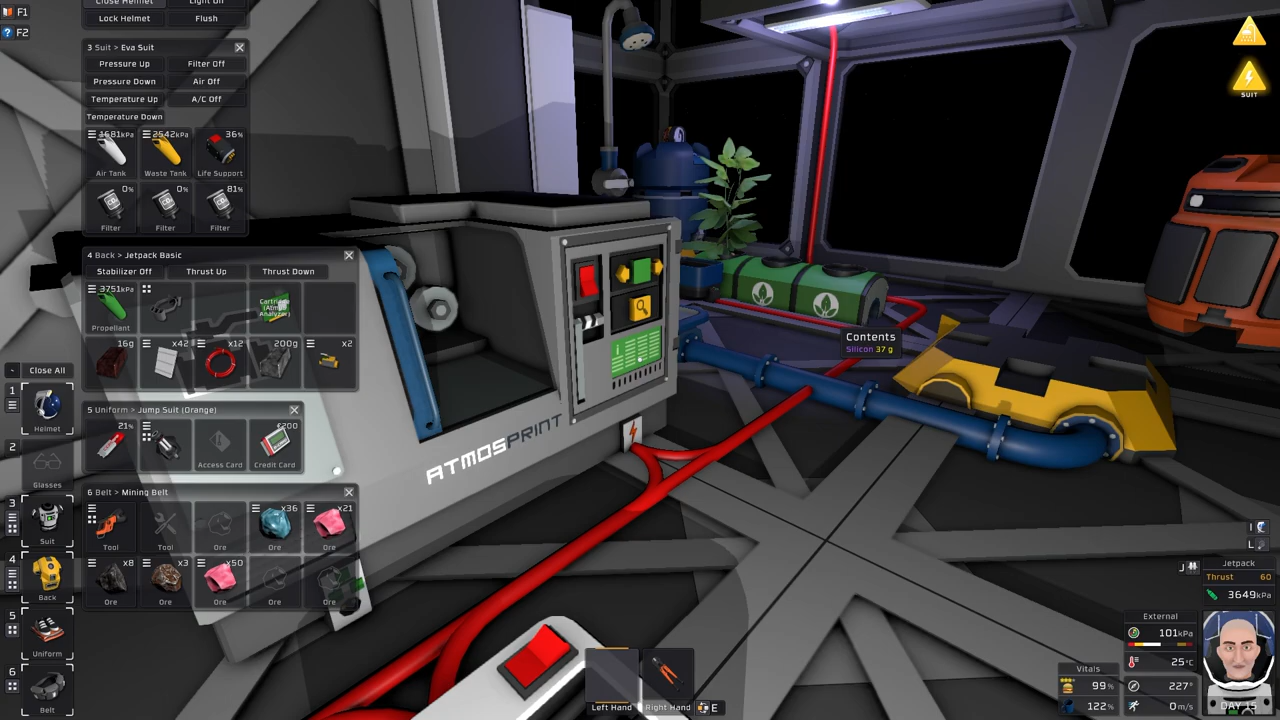 F1
F2
Close Helmet
Light On
Lock Helmet
Flush
3 Suit > Eva Suit
Pressure Up
Filter Off
Pressure Down
Air Off
Temperature Up
A/C Off
Temperature Down
1681kPa
Air Tank
2542kPa
Waste Tank
36%
Life Support
0%
Filter
0%
Filter
81%
Filter
4 Back > Jetpack Basic
Stabilizer Off
Thrust Up
Thrust Down
3751kPa
Propellant
Cartridge
(Atmos
Analyzer)
16g
x42
x12
200g
x2
Close All
5 Uniform > Jump Suit (Orange)
21%
Access Card
€200
Credit Card
6 Belt > Mining Belt
Tool
Tool
Ore
x36
Ore
x21
Ore
x8
Ore
x3
Ore
x50
Ore
Ore
Ore
1
Helmet
2
Glasses
3
Suit
4
Back
5
Uniform
6
Belt
ATMOSPRINT
Contents
Silicon 37 g
SUIT
I
L
J
Jetpack
Thrust 60
3649kPa
External
101kPa
25°C
227°
0m/s
Vitals
99%
122%
DAY 15
Left Hand
Right Hand
E